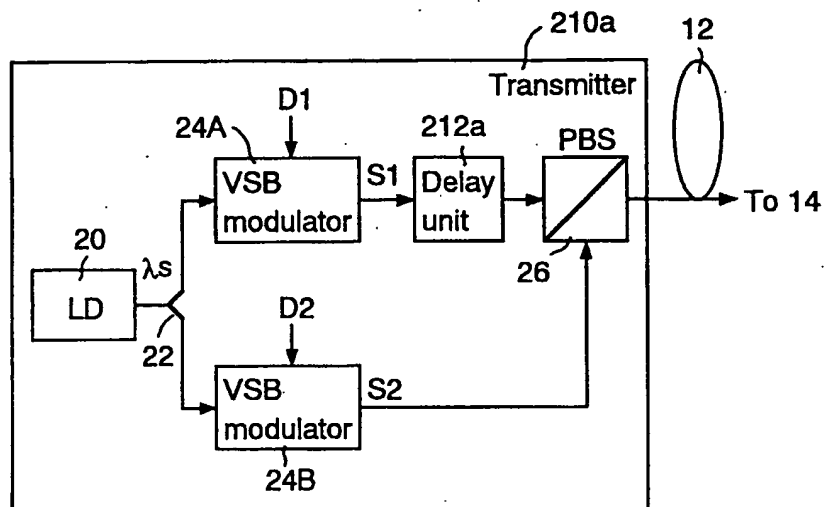 210a
12
Transmitter
D1
24A
212a
PBS
VSB
modulator
S1
Delay
unit
To 14
26
20
λs
LD
22
D2
VSB
modulator
S2
24B